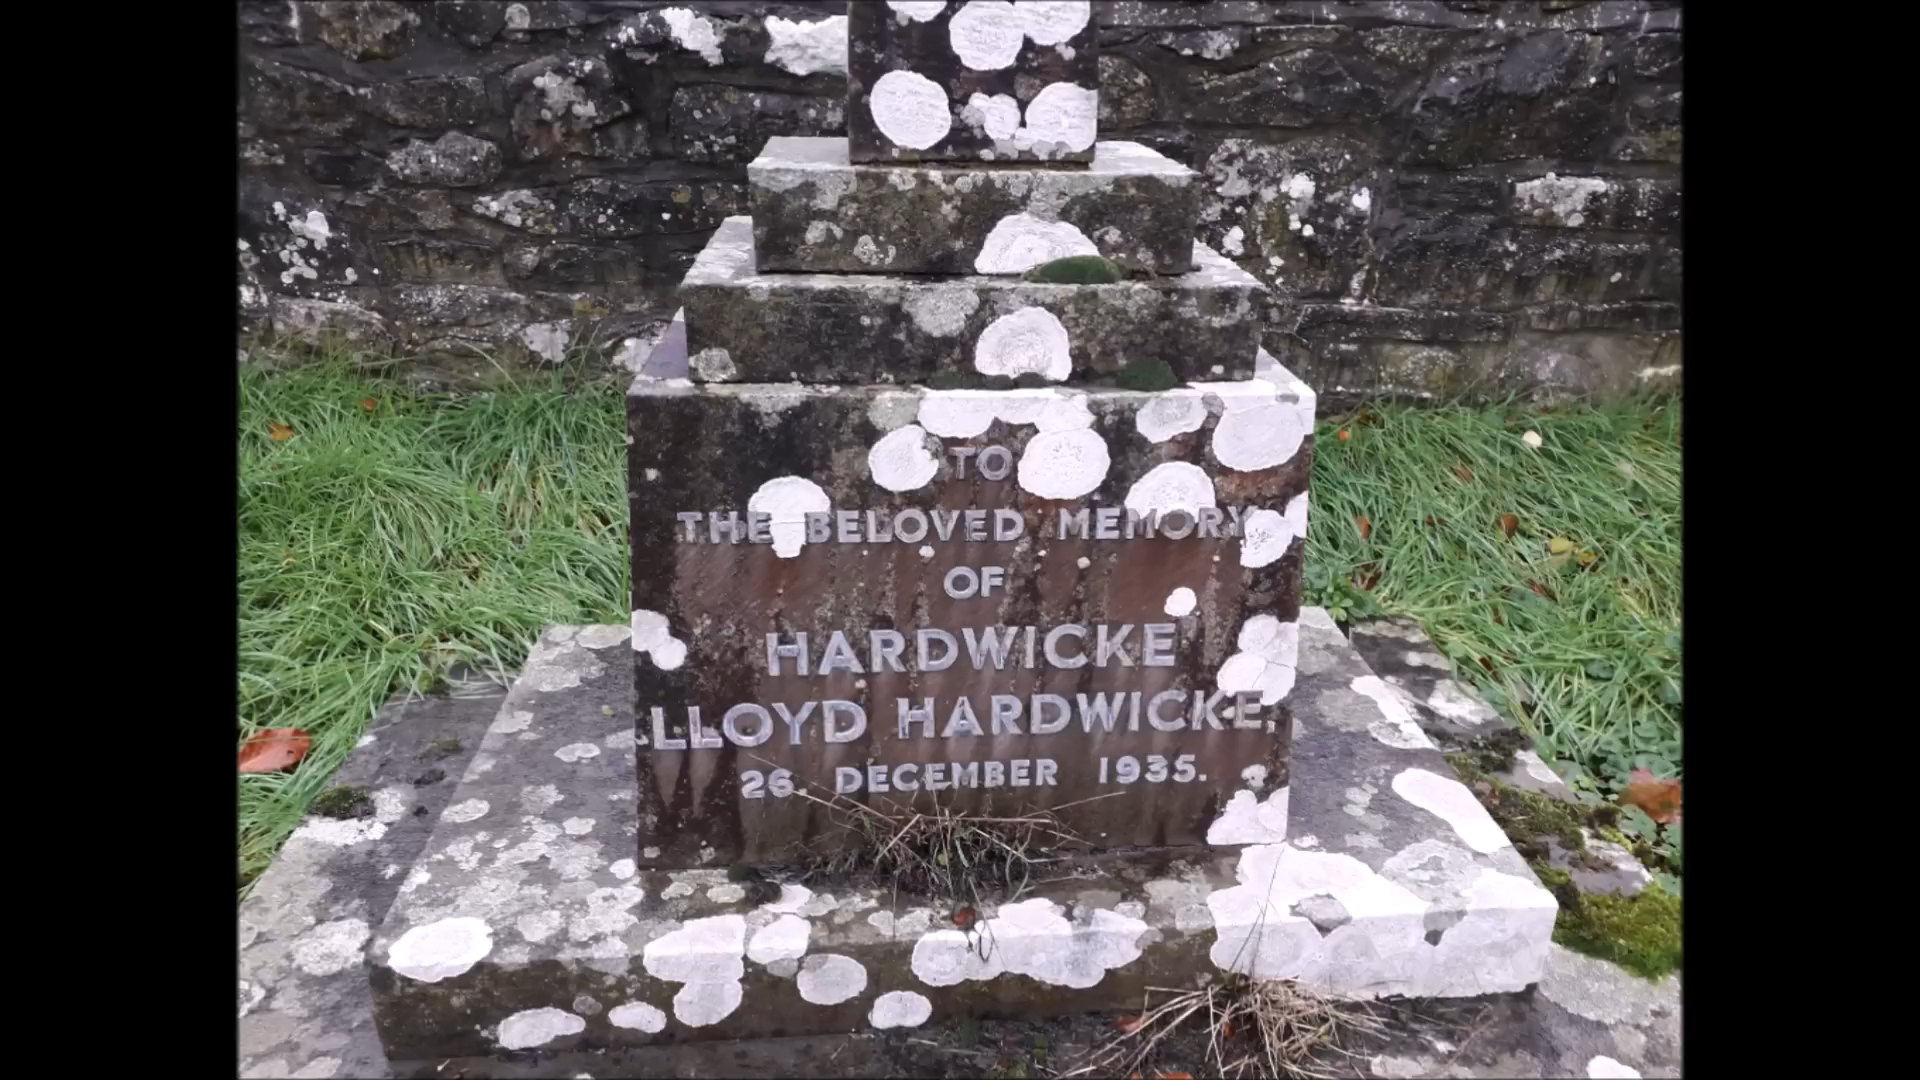 TO
THE BELOVED MEMORY
OF
HARDWICKE
LLOYD HARDWICKE,
26. DECEMBER 1935.